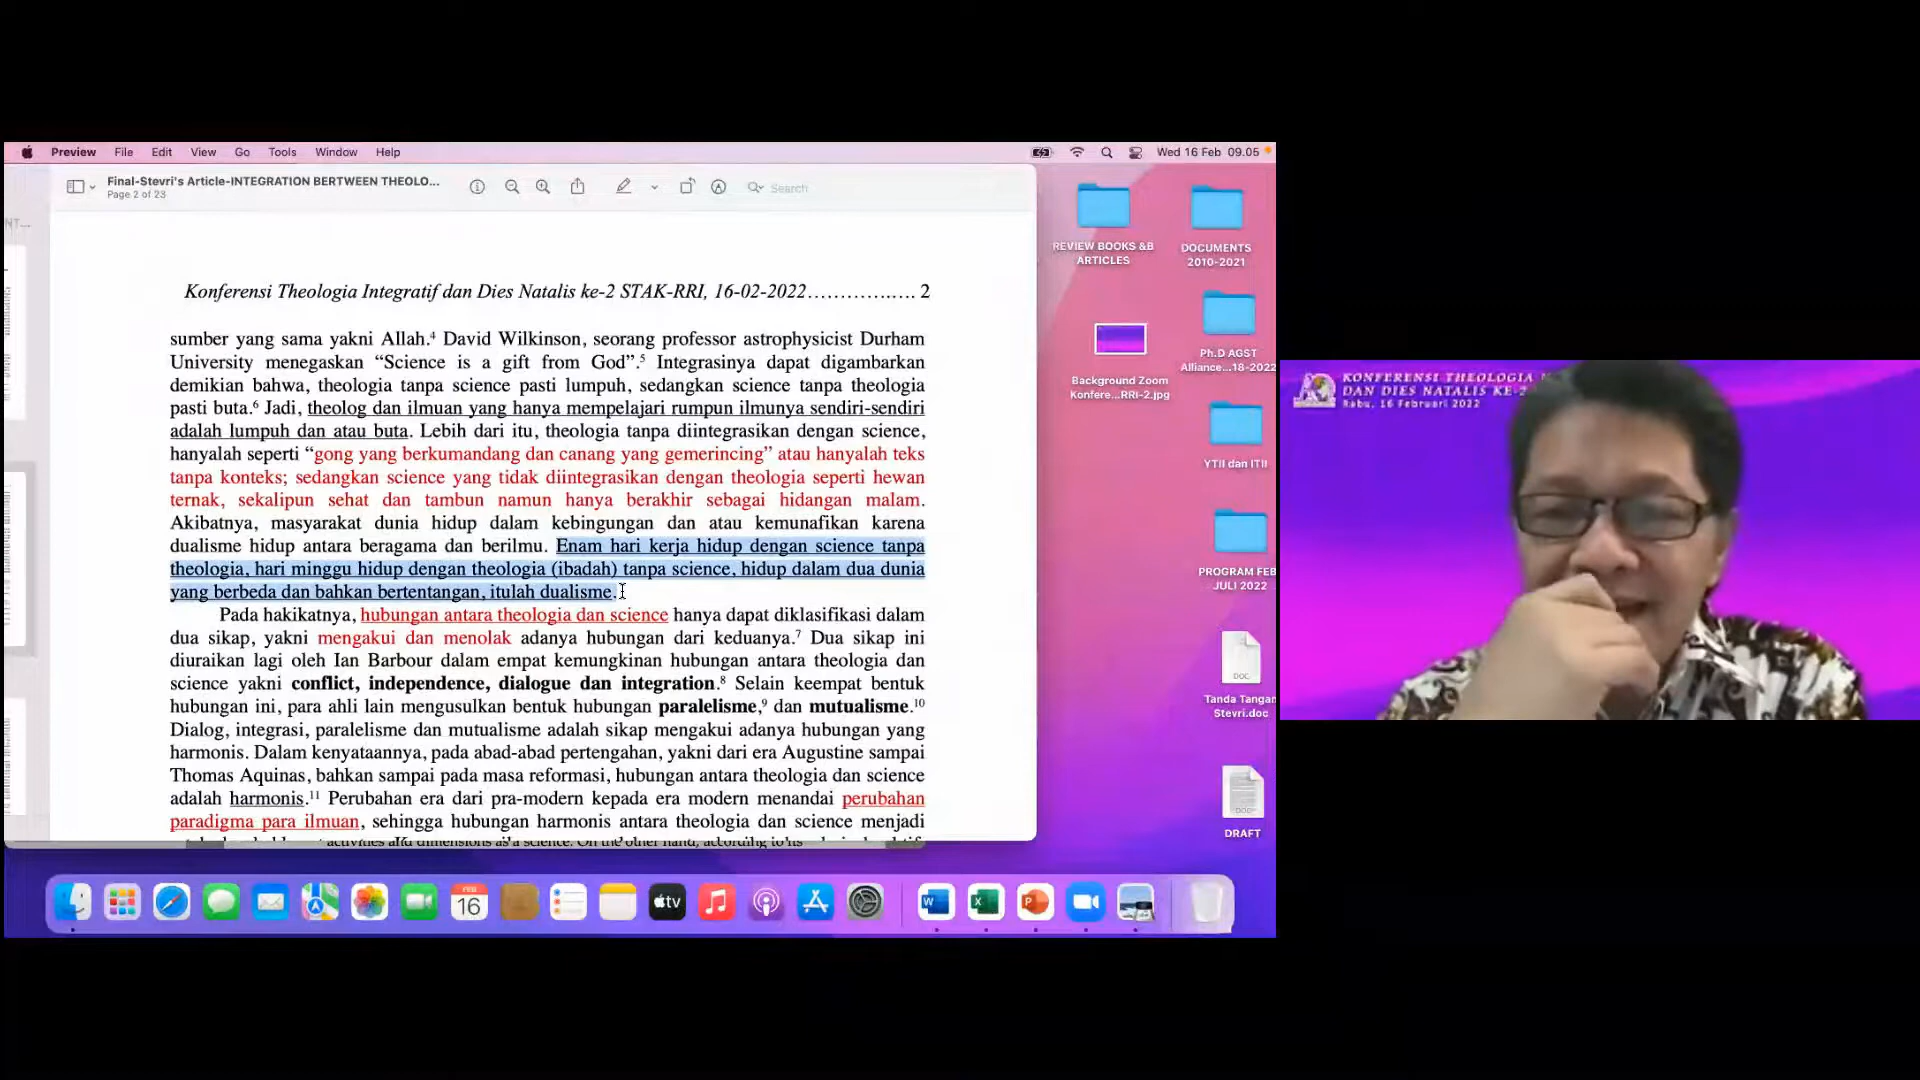 Preview File Edit View Go Tools Window Help
Wed 16 Feb 09.05
Final-Stevri's Article-INTEGRATION BERTWEEN THEOLO...
Page 2 of 23
Search
NT...
Konferensi Theologia Integratif dan Dies Natalis ke-2 STAK-RRI, 16-02-2022................. 2
sumber yang sama yakni Allah.⁴ David Wilkinson, seorang professor astrophysicist Durham
University menegaskan “Science is a gift from God”.⁵ Integrasinya dapat digambarkan
demikian bahwa, theologia tanpa science pasti lumpuh, sedangkan science tanpa theologia
pasti buta.⁶ Jadi, theolog dan ilmuan yang hanya mempelajari rumpun ilmunya sendiri-sendiri
adalah lumpuh dan atau buta. Lebih dari itu, theologia tanpa diintegrasikan dengan science,
hanyalah seperti “gong yang berkumandang dan canang yang gemerincing” atau hanyalah teks
tanpa konteks; sedangkan science yang tidak diintegrasikan dengan theologia seperti hewan
ternak, sekalipun sehat dan tambun namun hanya berakhir sebagai hidangan malam.
Akibatnya, masyarakat dunia hidup dalam kebingungan dan atau kemunafikan karena
dualisme hidup antara beragama dan berilmu. Enam hari kerja hidup dengan science tanpa
theologia, hari minggu hidup dengan theologia (ibadah) tanpa science, hidup dalam dua dunia
yang berbeda dan bahkan bertentangan, itulah dualisme.
Pada hakikatnya, hubungan antara theologia dan science hanya dapat diklasifikasi dalam
dua sikap, yakni mengakui dan menolak adanya hubungan dari keduanya.⁷ Dua sikap ini
diuraikan lagi oleh Ian Barbour dalam empat kemungkinan hubungan antara theologia dan
science yakni conflict, independence, dialogue dan integration.⁸ Selain keempat bentuk
hubungan ini, para ahli lain mengusulkan bentuk hubungan paralelisme,⁹ dan mutualisme.¹⁰
Dialog, integrasi, paralelisme dan mutualisme adalah sikap mengakui adanya hubungan yang
harmonis. Dalam kenyataannya, pada abad-abad pertengahan, yakni dari era Augustine sampai
Thomas Aquinas, bahkan sampai pada masa reformasi, hubungan antara theologia dan science
adalah harmonis.¹¹ Perubahan era dari pra-modern kepada era modern menandai perubahan
paradigma para ilmuan, sehingga hubungan harmonis antara theologia dan science menjadi
activities and dimensions as a science. On the other hand, according to its
REVIEW BOOKS &B
ARTICLES
DOCUMENTS
2010-2021
Background Zoom
Konfere...RRI-2.jpg
Ph.D AGST
Alliance...18-2022
YTII dan ITII
PROGRAM FEB
JULI 2022
DOC
Tanda Tangan
Stevri.doc
DRAFT
FEB
16
tv
W
X
P
KONFERENSI THEOLOGIA
DAN DIES NATALIS KE-2
Rabu, 16 Februari 2022